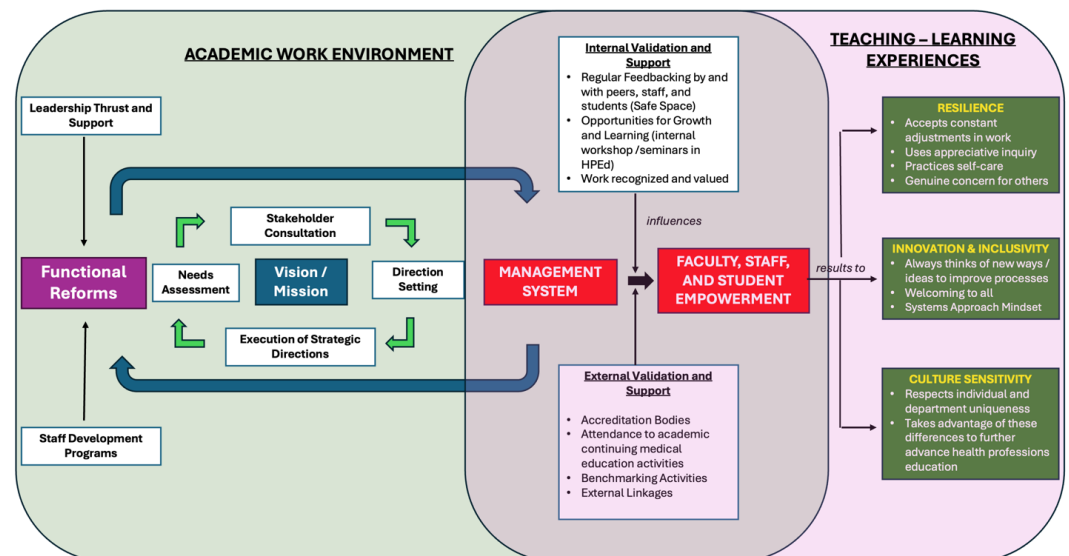 ACADEMIC WORK ENVIRONMENT
Leadership Thrust and
Support
Functional
Reforms
Staff Development
Programs
Stakeholder
Consultation
Needs
Assessment
Vision /
Mission
Direction
Setting
Execution of Strategic
Directions
Internal Validation and
Support
• Regular Feedbacking by and
with peers, staff, and
students (Safe Space)
• Opportunities for Growth
and Learning (internal
workshop /seminars in
HPEd)
• Work recognized and valued
influences
MANAGEMENT
SYSTEM
FACULTY, STAFF,
AND STUDENT
EMPOWERMENT
External Validation and
Support
• Accreditation Bodies
• Attendance to academic
continuing medical
education activities
• Benchmarking Activities
• External Linkages
results to
TEACHING – LEARNING
EXPERIENCES
RESILIENCE
• Accepts constant
adjustments in work
• Uses appreciative inquiry
• Practices self-care
• Genuine concern for others
INNOVATION & INCLUSIVITY
• Always thinks of new ways /
ideas to improve processes
• Welcoming to all
• Systems Approach Mindset
CULTURE SENSITIVITY
• Respects individual and
department uniqueness
• Takes advantage of these
differences to further
advance health professions
education